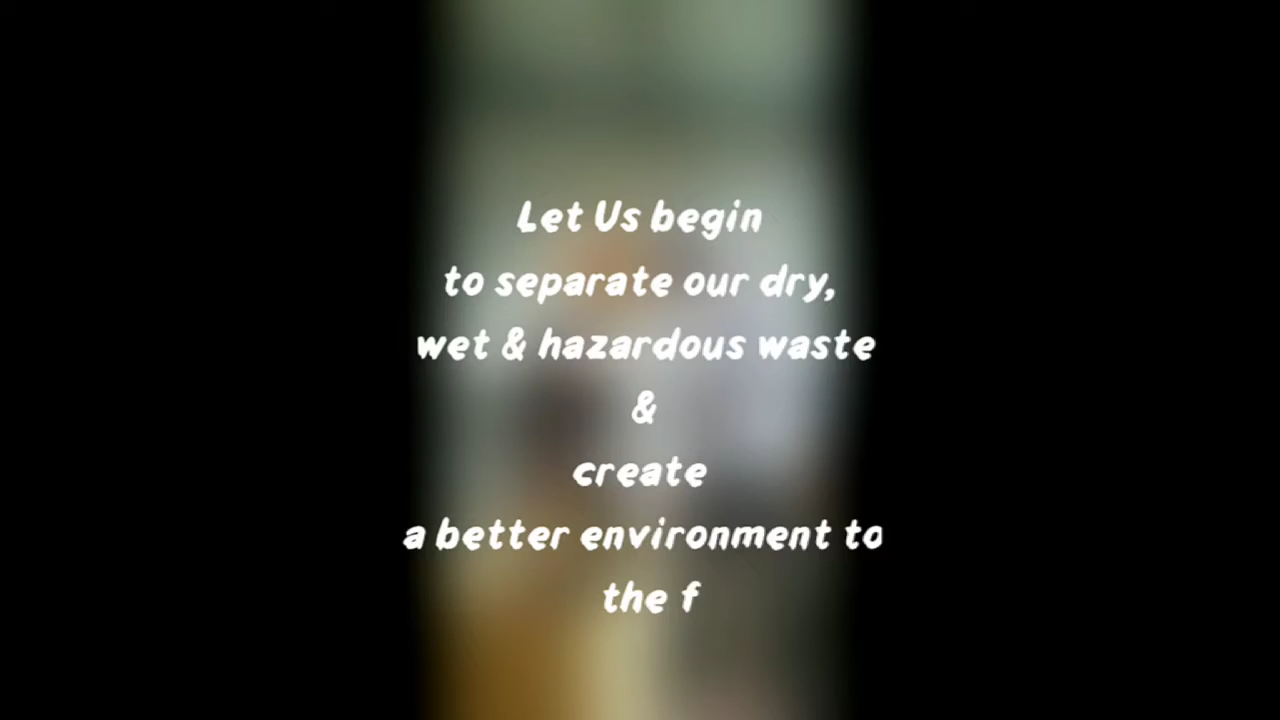 Let Us begin
to separate our dry,
wet & hazardous waste
&
create
a better environment to
the f